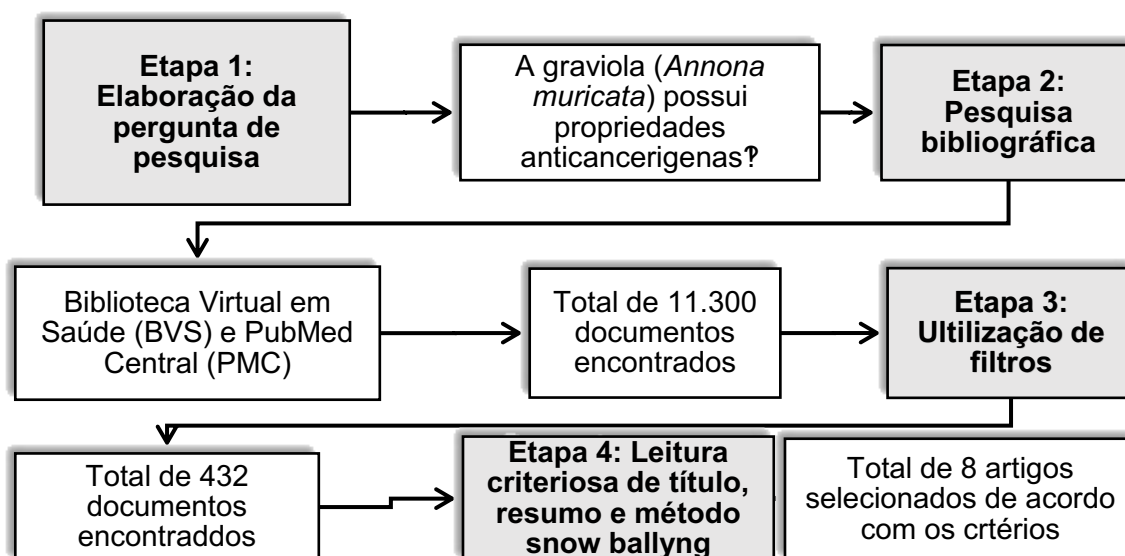 Etapa 1:
Elaboração da
pergunta de
pesquisa
A graviola (Annona
muricata) possui
propriedades
anticancerigenas‽
Etapa 2:
Pesquisa
bibliográfica
Biblioteca Virtual em
Saúde (BVS) e PubMed
Central (PMC)
Total de 11.300
documentos
encontrados
Etapa 3:
Ultilização de
filtros
Total de 432
documentos
encontraddos
Etapa 4: Leitura
criteriosa de título,
resumo e método
snow ballyng
Total de 8 artigos
selecionados de acordo
com os crtérios